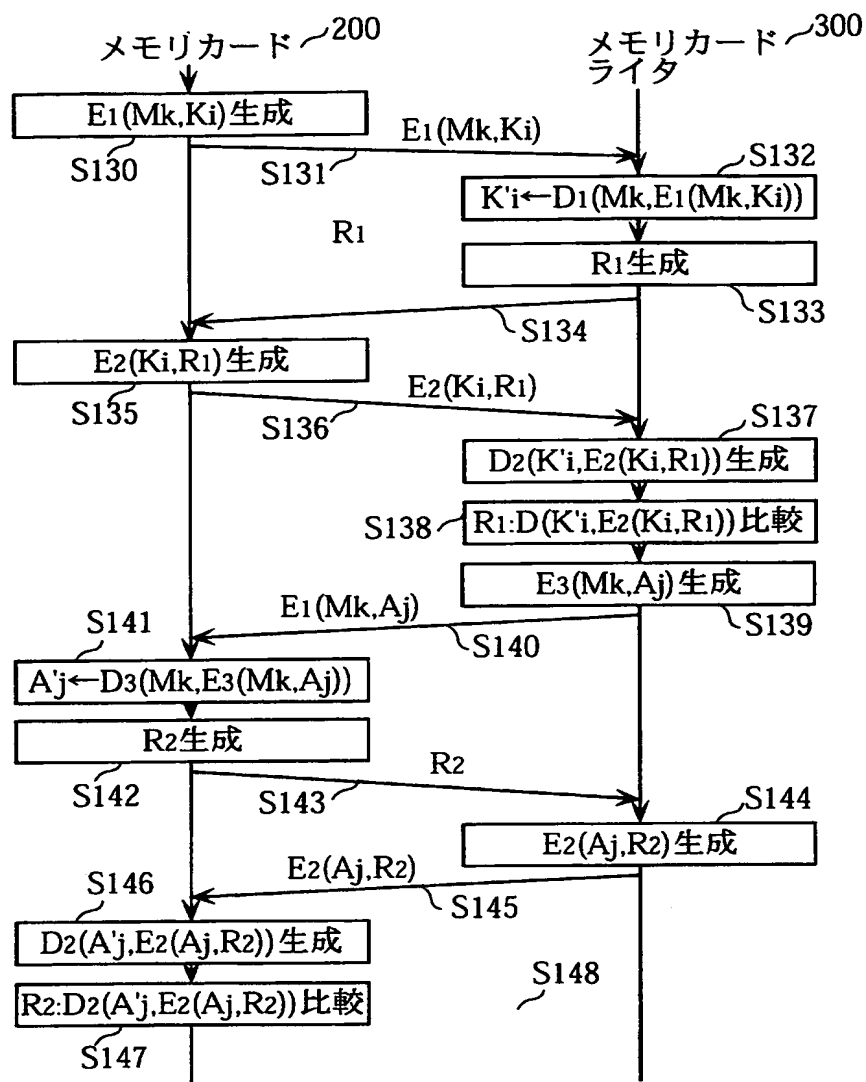 メモリカード 200
メモリカード
ライタ 300
E1(Mk,Ki)生成
S130
E1(Mk,Ki)
S131
S132
K'i←D1(Mk,E1(Mk,Ki))
R1
R1生成
S133
S134
E2(Ki,R1)生成
S135
E2(Ki,R1)
S136
S137
D2(K'i,E2(Ki,R1))生成
S138
R1:D(K'i,E2(Ki,R1))比較
E3(Mk,Aj)生成
S139
E1(Mk,Aj)
S140
S141
A'j←D3(Mk,E3(Mk,Aj))
R2生成
S142
R2
S143
S144
E2(Aj,R2)生成
E2(Aj,R2)
S145
S146
D2(A'j,E2(Aj,R2))生成
R2:D2(A'j,E2(Aj,R2))比較
S147
S148